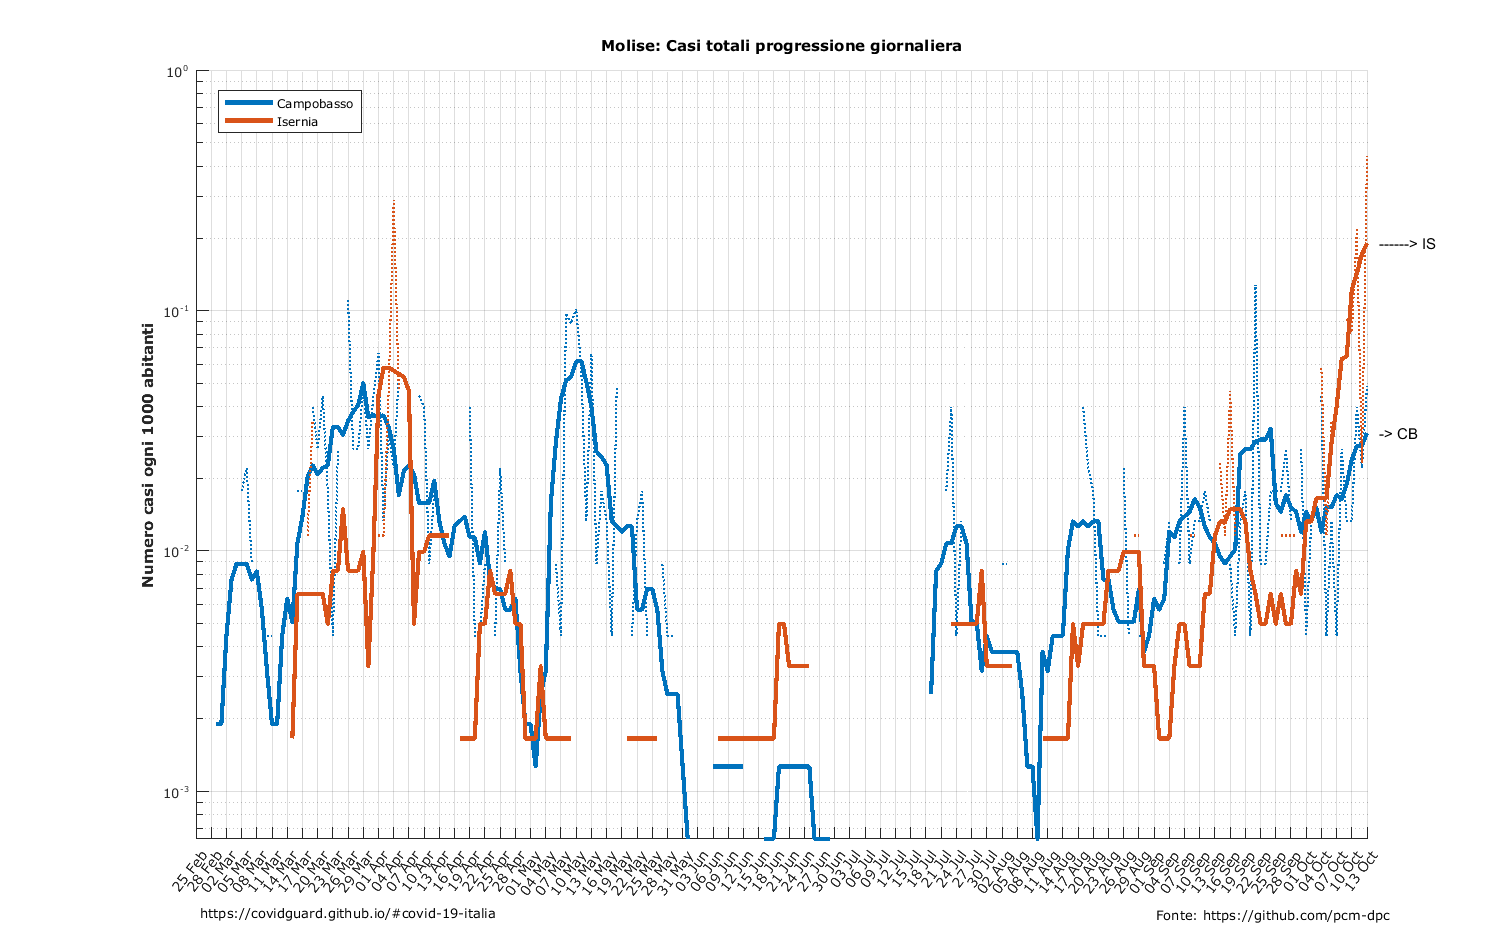 Molise: Casi totali progressione giornaliera
Numero casi ogni 1000 abitanti
10^0
10^-1
10^-2
10^-3
Campobasso
Isernia
------> IS
-> CB
25 Feb
28 Feb
02 Mar
05 Mar
08 Mar
11 Mar
14 Mar
17 Mar
20 Mar
23 Mar
26 Mar
29 Mar
01 Apr
04 Apr
07 Apr
10 Apr
13 Apr
16 Apr
19 Apr
22 Apr
25 Apr
28 Apr
01 May
04 May
07 May
10 May
13 May
16 May
19 May
22 May
25 May
28 May
31 May
03 Jun
06 Jun
09 Jun
12 Jun
15 Jun
18 Jun
21 Jun
24 Jun
27 Jun
30 Jun
03 Jul
06 Jul
09 Jul
12 Jul
15 Jul
18 Jul
21 Jul
24 Jul
27 Jul
30 Jul
02 Aug
05 Aug
08 Aug
11 Aug
14 Aug
17 Aug
20 Aug
23 Aug
26 Aug
29 Aug
01 Sep
04 Sep
07 Sep
10 Sep
13 Sep
16 Sep
19 Sep
22 Sep
25 Sep
28 Sep
01 Oct
04 Oct
07 Oct
10 Oct
13 Oct
https://covidguard.github.io/#covid-19-italia
Fonte: https://github.com/pcm-dpc